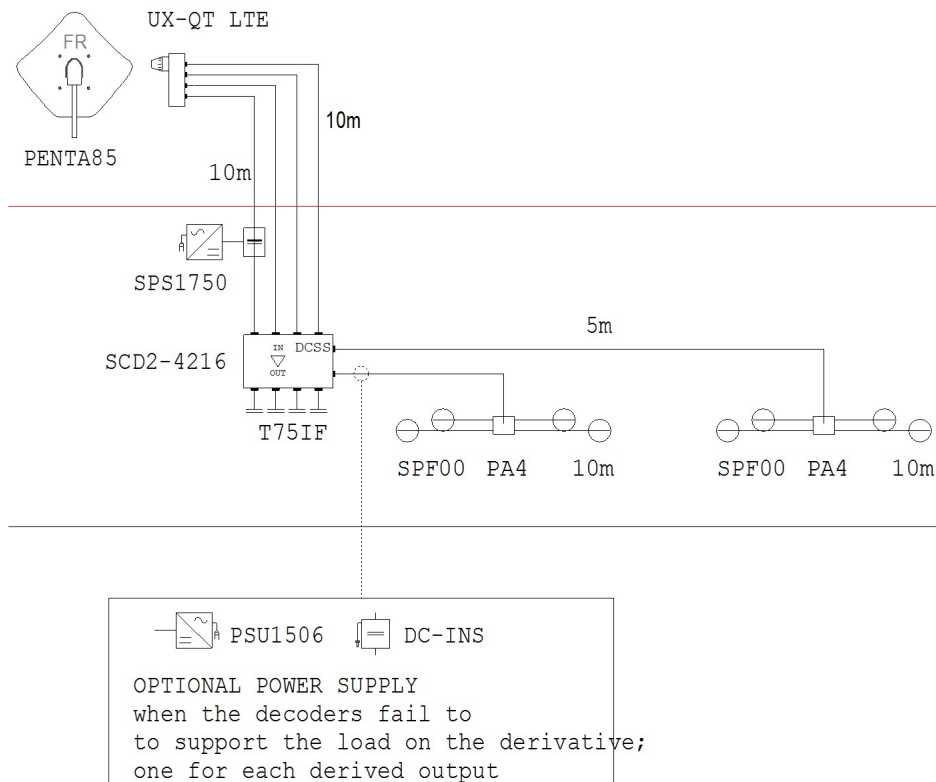 UX-QT LTE
FR
PENTA85
10m
10m
SPS1750
5m
SCD2-4216
IN
DCSS
OUT
T75IF
SPF00 PA4 10m
SPF00 PA4 10m
PSU1506
DC-INS
OPTIONAL POWER SUPPLY
when the decoders fail to
to support the load on the derivative;
one for each derived output